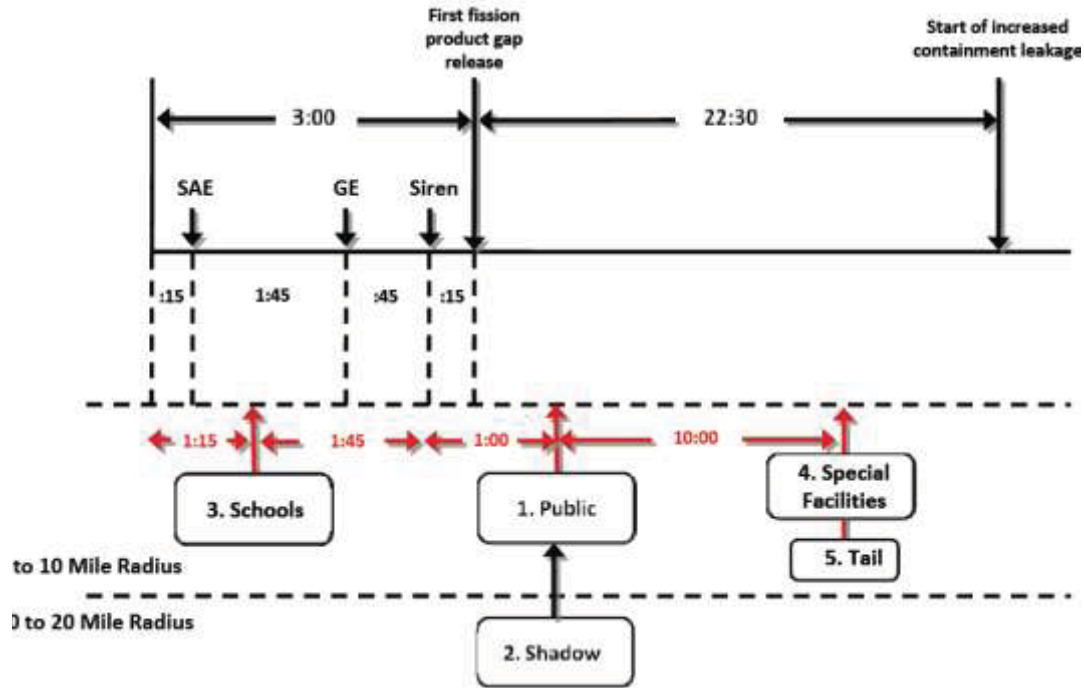 First fission
product gap
release
Start of increased
containment leakage
3:00
22:30
SAE
GE
Siren
:15
1:45
:45
:15
1:15
1:45
1:00
10:00
3. Schools
1. Public
4. Special
Facilities
5. Tail
to 10 Mile Radius
0 to 20 Mile Radius
2. Shadow